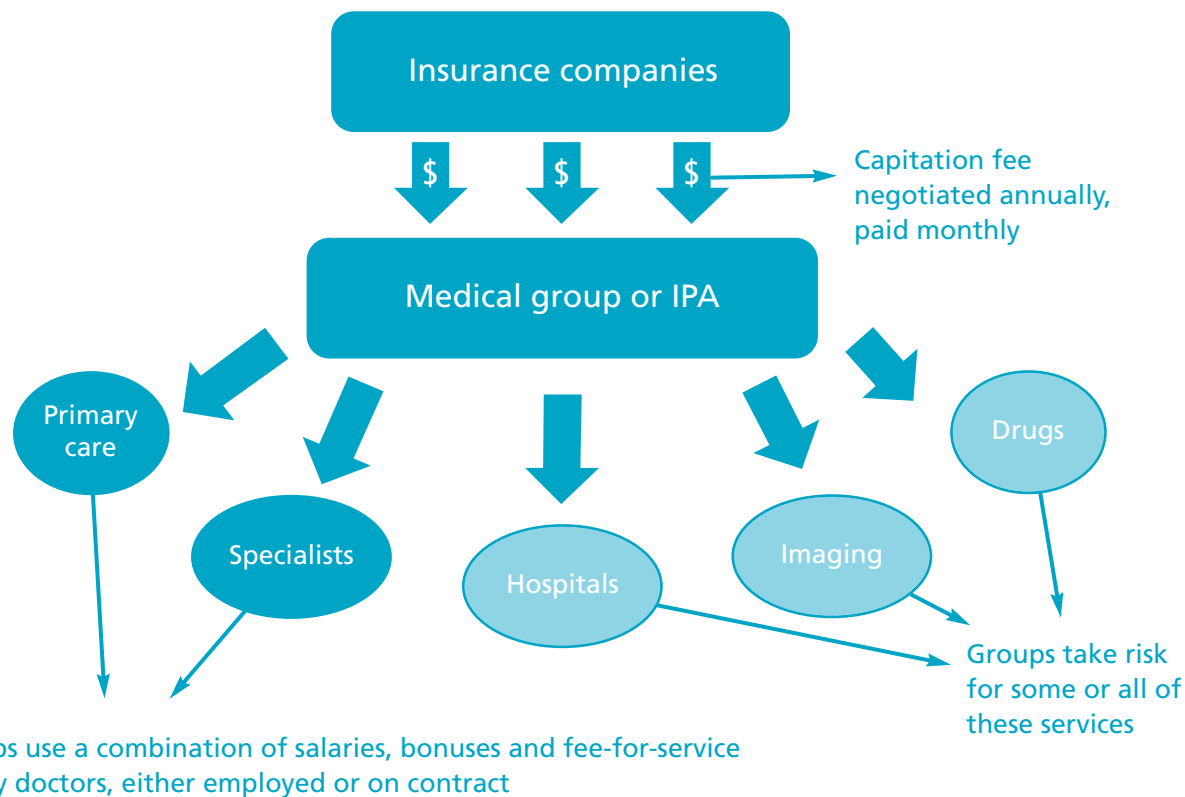 Insurance companies
$ $ $
Capitation fee
negotiated annually,
paid monthly
Medical group or IPA
Primary
care
Specialists
Hospitals
Imaging
Drugs
Groups take risk
for some or all of
these services
use a combination of salaries, bonuses and fee-for-service
doctors, either employed or on contract